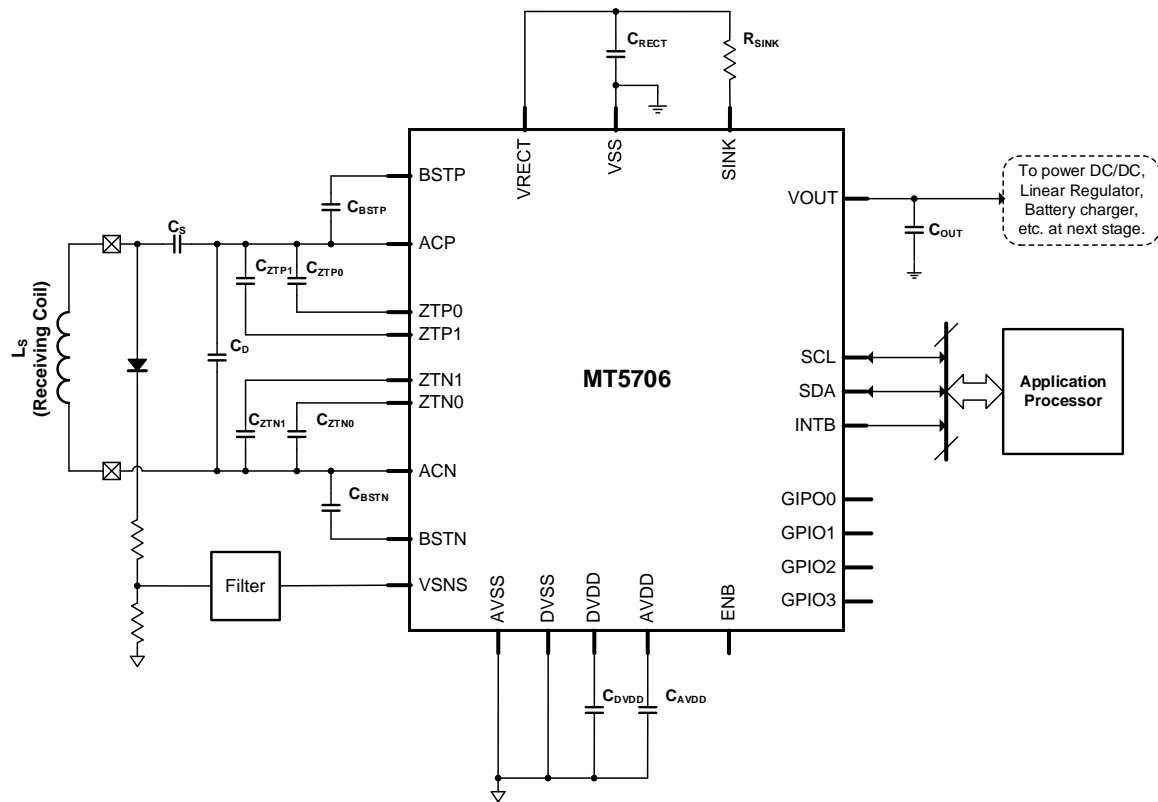 CRECT
RSINK
VRECT
VSS
SINK
BSTP
CBSTP
CS
ACP
CZTP1
CZTP0
ZTP0
ZTP1
LS
(Receiving Coil)
CD
ZTN1
ZTN0
CZTN1
CZTN0
ACN
CBSTN
BSTN
Filter
VSNS
MT5706
VOUT
COUT
To power DC/DC,
Linear Regulator,
Battery charger,
etc. at next stage.
SCL
SDA
INTB
Application
Processor
GIPO0
GPIO1
GPIO2
GPIO3
AVSS
DVSS
DVDD
AVDD
ENB
CDVDD
CAVDD